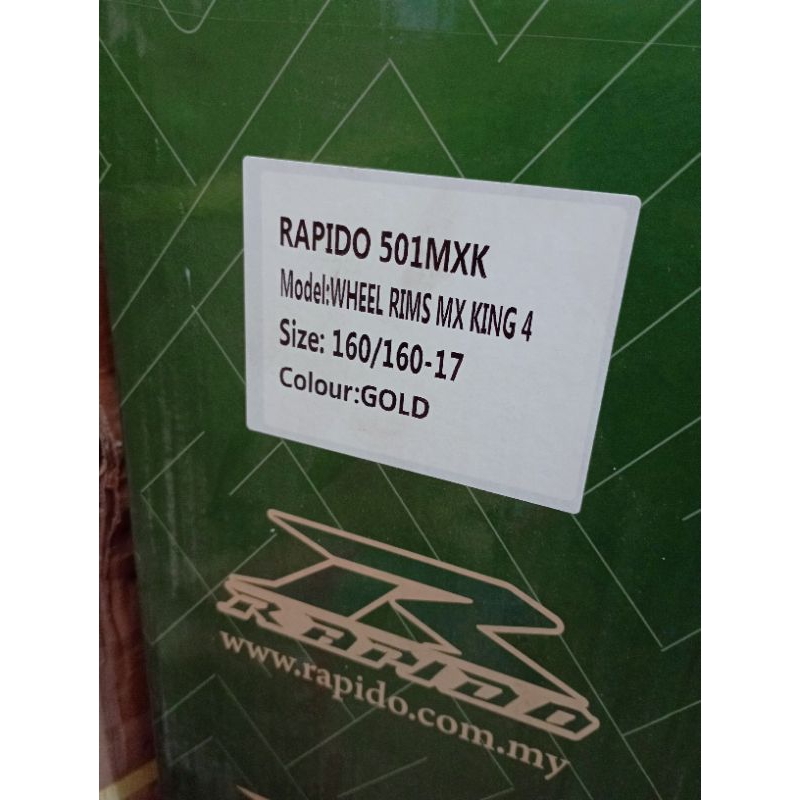 RAPIDO 501MXK
Model:WHEEL RIMS MX KING 4
Size: 160/160-17
Colour:GOLD
RAPIDO
www.rapido.com.my